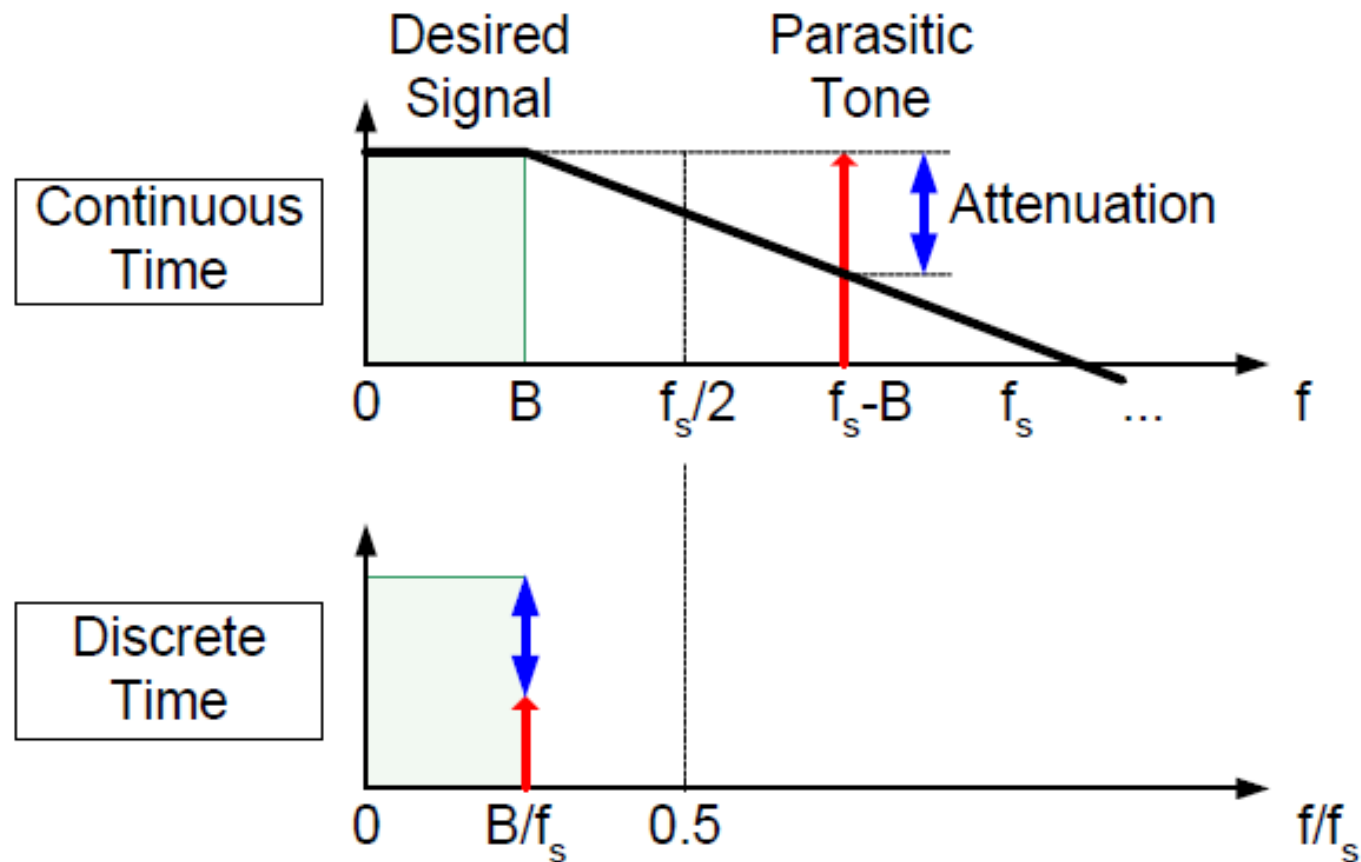 Desired
Signal
Parasitic
Tone
Continuous
Time
Attenuation
0 B fs/2 fs-B fs ... f
Discrete
Time
0 B/fs 0.5 f/fs